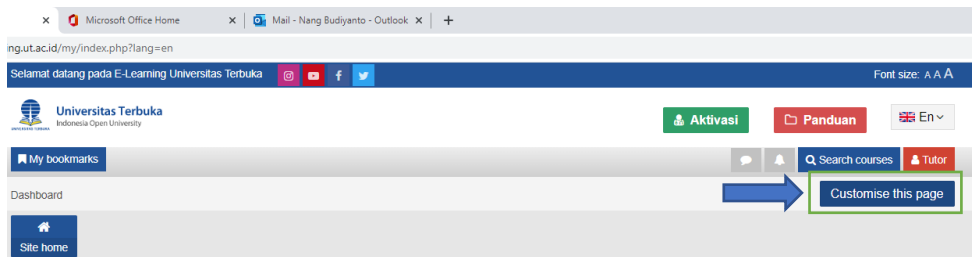 Microsoft Office Home
Mail - Nang Budiyanto - Outlook
ng.ut.ac.id/my/index.php?lang=en
Selamat datang pada E-Learning Universitas Terbuka
Font size: A A A
Universitas Terbuka
Indonesia Open University
UNIVERSITAS TERBUKA
Aktivasi
Panduan
En
My bookmarks
Search courses
Tutor
Dashboard
Customise this page
Site home